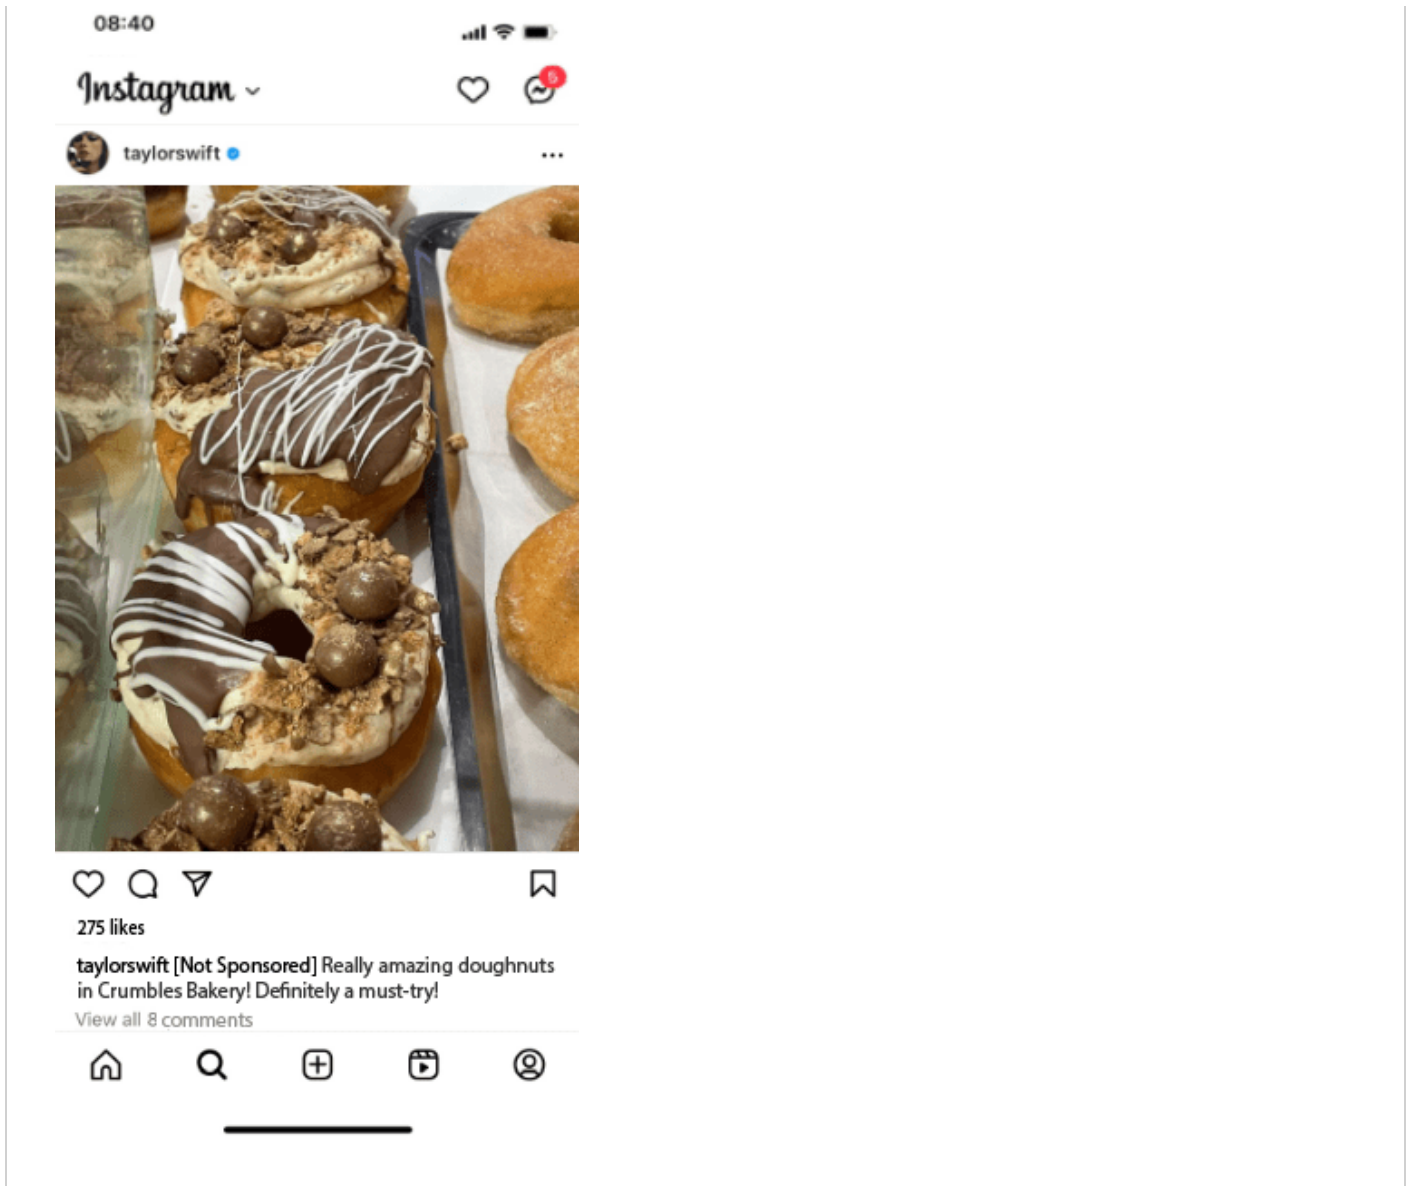 08:40
Instagram
5
taylorswift
275 likes
taylorswift [Not Sponsored] Really amazing doughnuts
in Crumbles Bakery! Definitely a must-try!
View all 8 comments